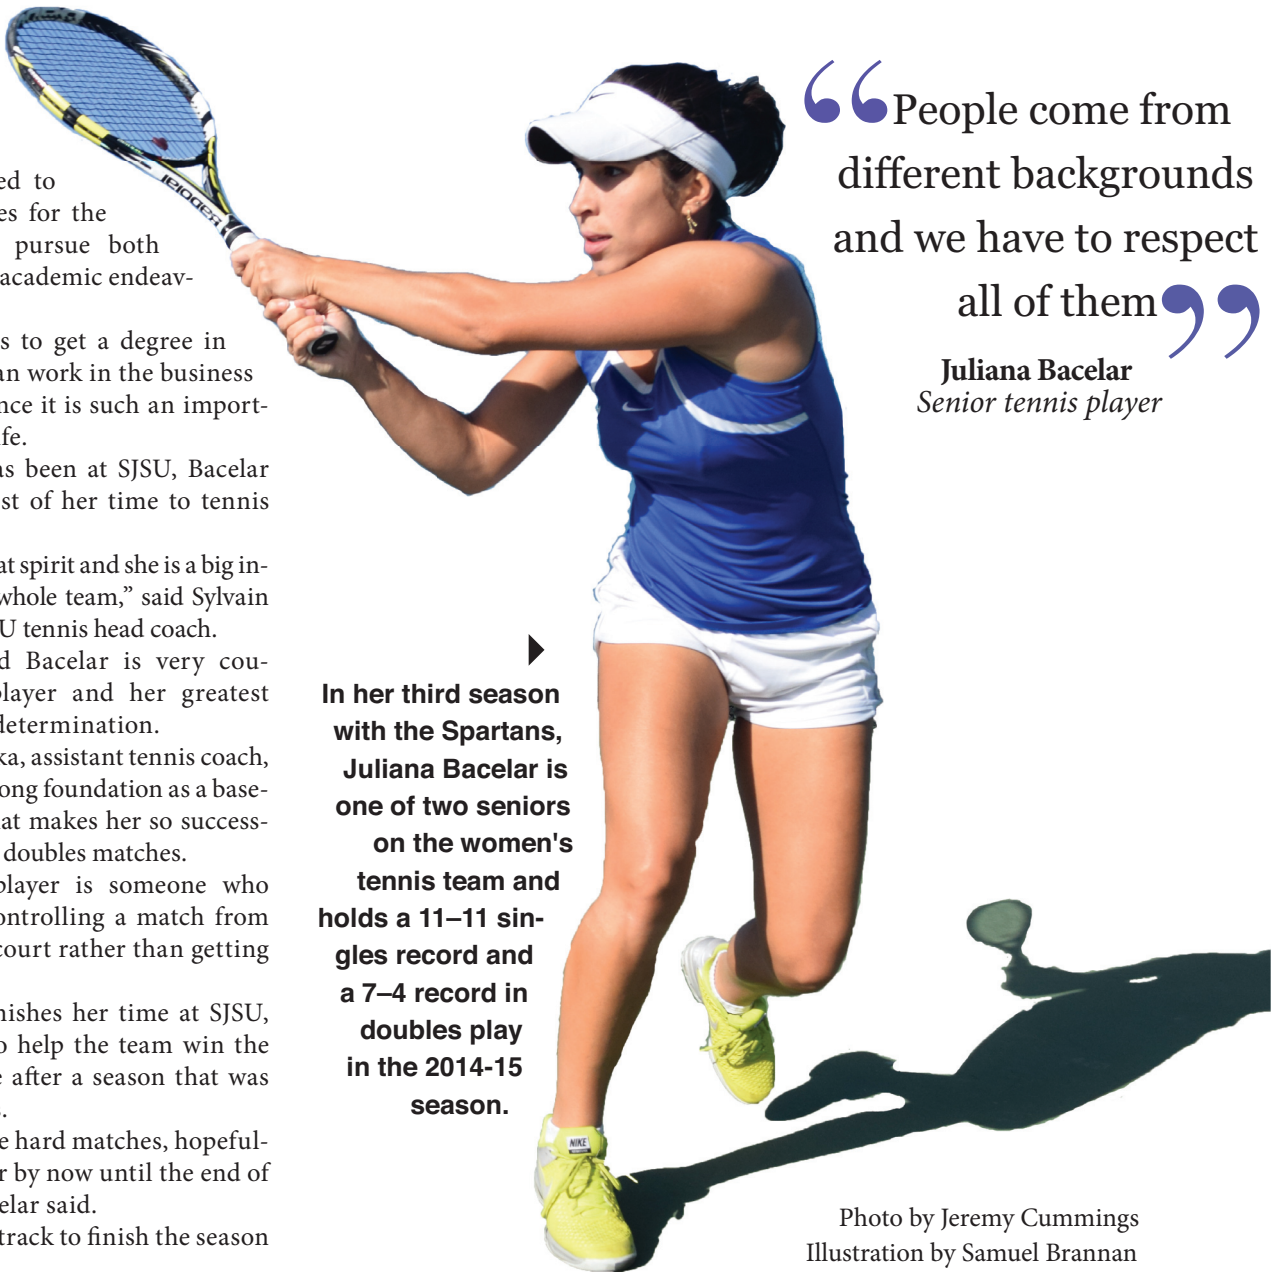 ed to
es for the
pursue both
academic endeav-
s to get a degree in
an work in the business
nce it is such an import-
fe.
as been at SJSU, Bacelar
st of her time to tennis
at spirit and she is a big in-
whole team,” said Sylvain
U tennis head coach.
d Bacelar is very cou-
player and her greatest
determination.
ka, assistant tennis coach,
ong foundation as a base-
at makes her so success-
doubles matches.
player is someone who
ontrolling a match from
court rather than getting
nishes her time at SJSU,
o help the team win the
e after a season that was
s.
e hard matches, hopeful-
r by now until the end of
elar said.
track to finish the season
Babolat
“People come from
different backgrounds
and we have to respect
all of them”
Juliana Bacelar
Senior tennis player
In her third season
with the Spartans,
Juliana Bacelar is
one of two seniors
on the women's
tennis team and
holds a 11–11 sin-
gles record and
a 7–4 record in
doubles play
in the 2014-15
season.
NIKE
Photo by Jeremy Cummings
Illustration by Samuel Brannan